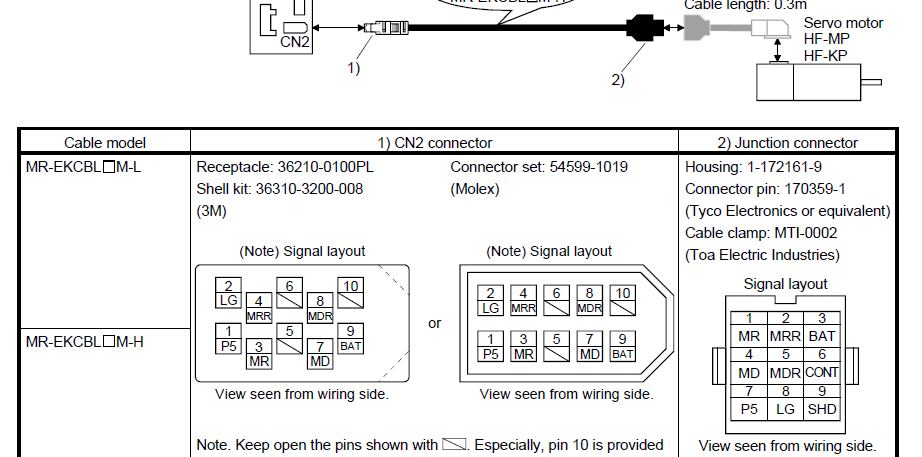 Cable length: 0.3m
Servo motor
HF-MP
HF-KP
CN2
1)
2)
Cable model
1) CN2 connector
2) Junction connector
MR-EKCBL□M-L
Receptacle: 36210-0100PL
Shell kit: 36310-3200-008
(3M)
Connector set: 54599-1019
(Molex)
Housing: 1-172161-9
Connector pin: 170359-1
(Tyco Electronics or equivalent)
Cable clamp: MTI-0002
(Toa Electric Industries)
(Note) Signal layout
2 6 10
LG 4 8
MRR MDR
1 5 9
P5 3 7 BAT
MR MD
View seen from wiring side.
or
(Note) Signal layout
2 4 6 8 10
LG MRR MDR
1 3 5 7 9
P5 MR MD BAT
View seen from wiring side.
Signal layout
1 2 3
MR MRR BAT
4 5 6
MD MDR CONT
7 8 9
P5 LG SHD
View seen from wiring side.
MR-EKCBL□M-H
Note. Keep open the pins shown with . Especially, pin 10 is provided